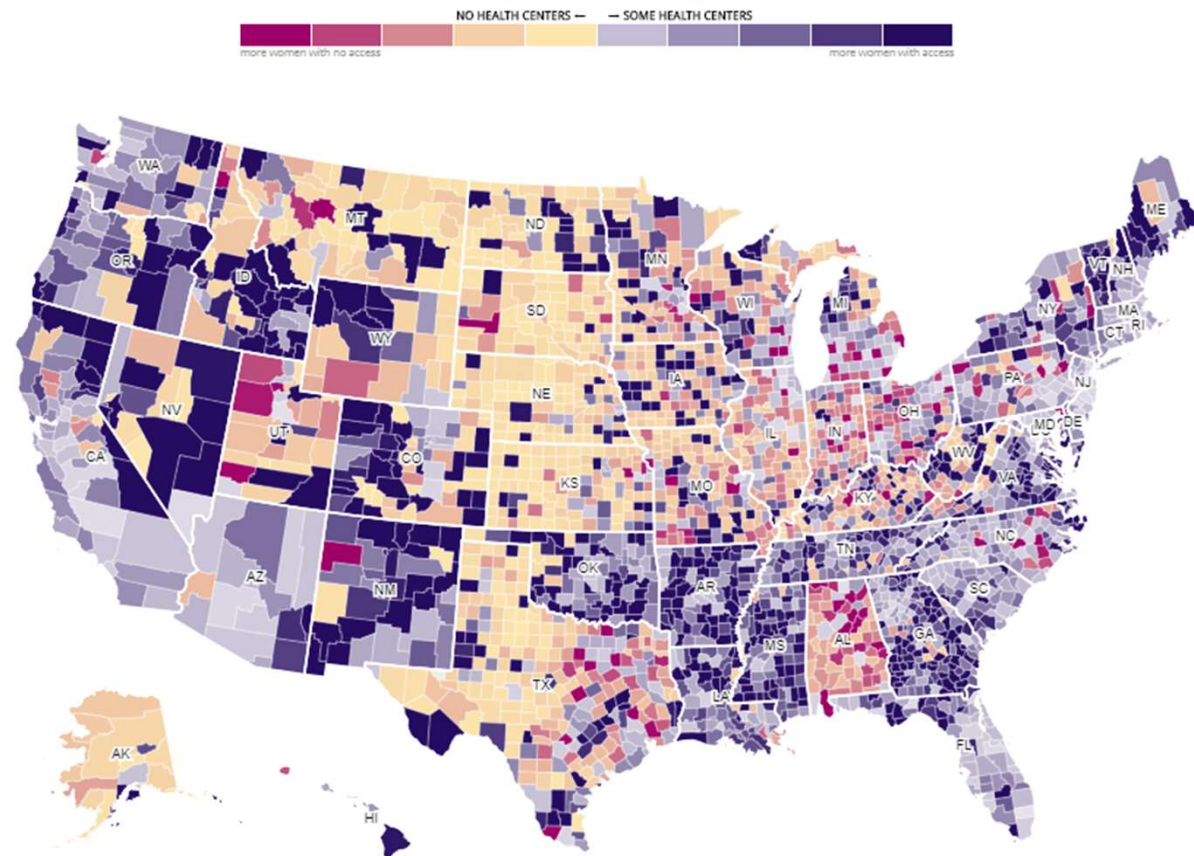 NO HEALTH CENTERS ← → SOME HEALTH CENTERS
more women with no access more women with access
WA
MT
ND
MN
ME
OR
ID
SD
WI
MI
NY
VT
NH
MA
CT
RI
WY
IA
PA
NJ
NV
NE
IL
IN
OH
MD
DE
CA
UT
CO
KS
MO
WV
VA
KY
AZ
NM
OK
AR
TN
NC
SC
TX
LA
MS
AL
GA
FL
AK
HI